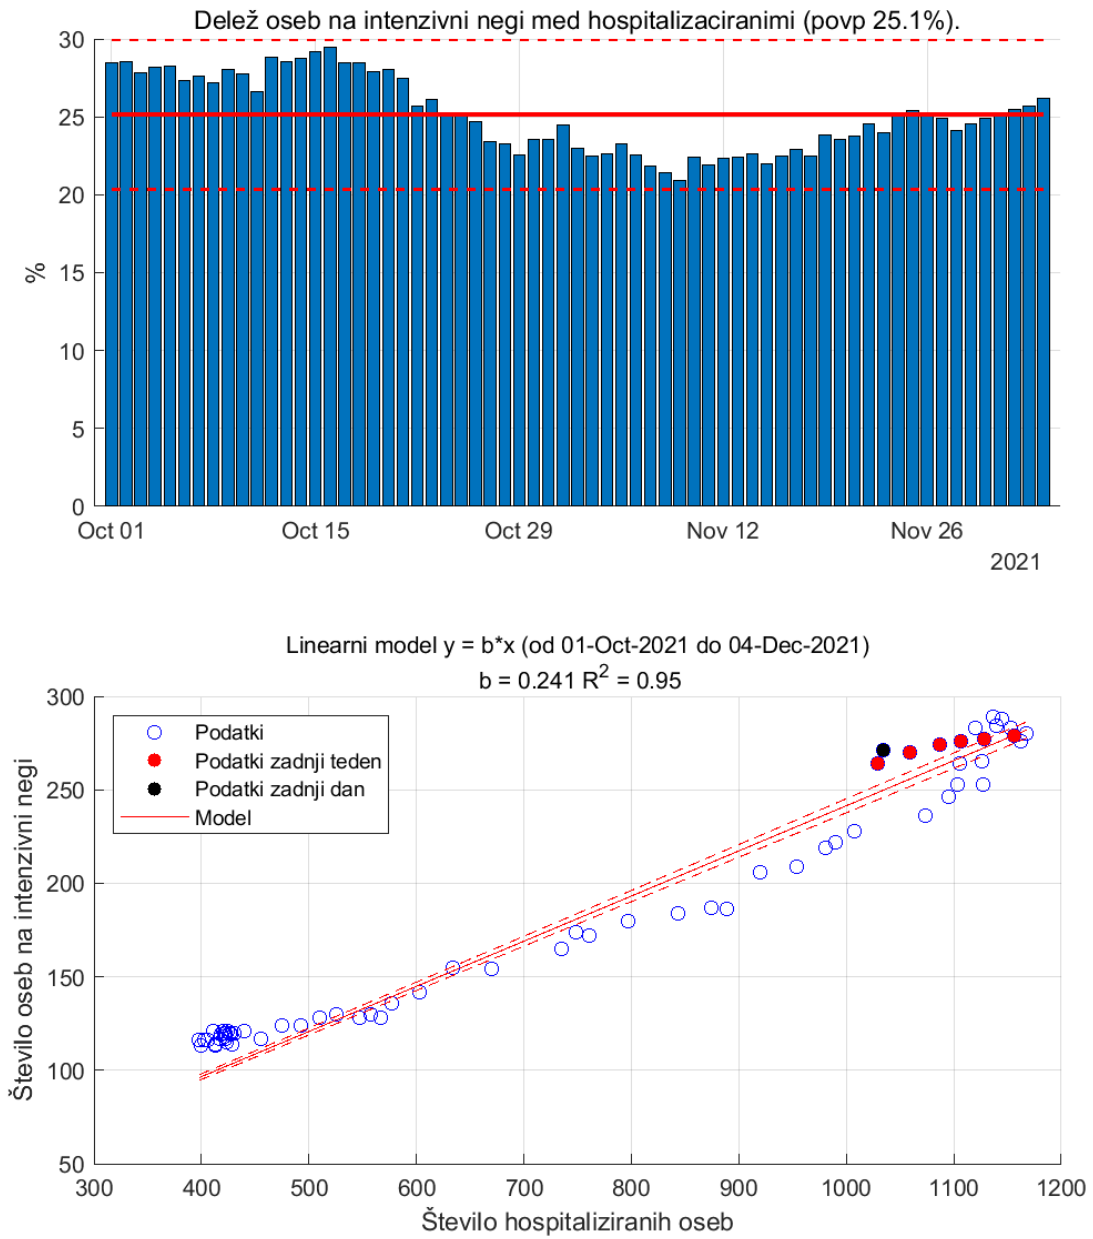 Delež oseb na intenzivni negi med hospitalizaciranimi (povp 25.1%).
30
25
20
15
10
5
0
%
Oct 01 Oct 15 Oct 29 Nov 12 Nov 26
2021
Linearni model y = b*x (od 01-Oct-2021 do 04-Dec-2021)
b = 0.241 R² = 0.95
300
250
200
150
100
50
Število oseb na intenzivni negi
Podatki
Podatki zadnji teden
Podatki zadnji dan
Model
300 400 500 600 700 800 900 1000 1100 1200
Število hospitaliziranih oseb